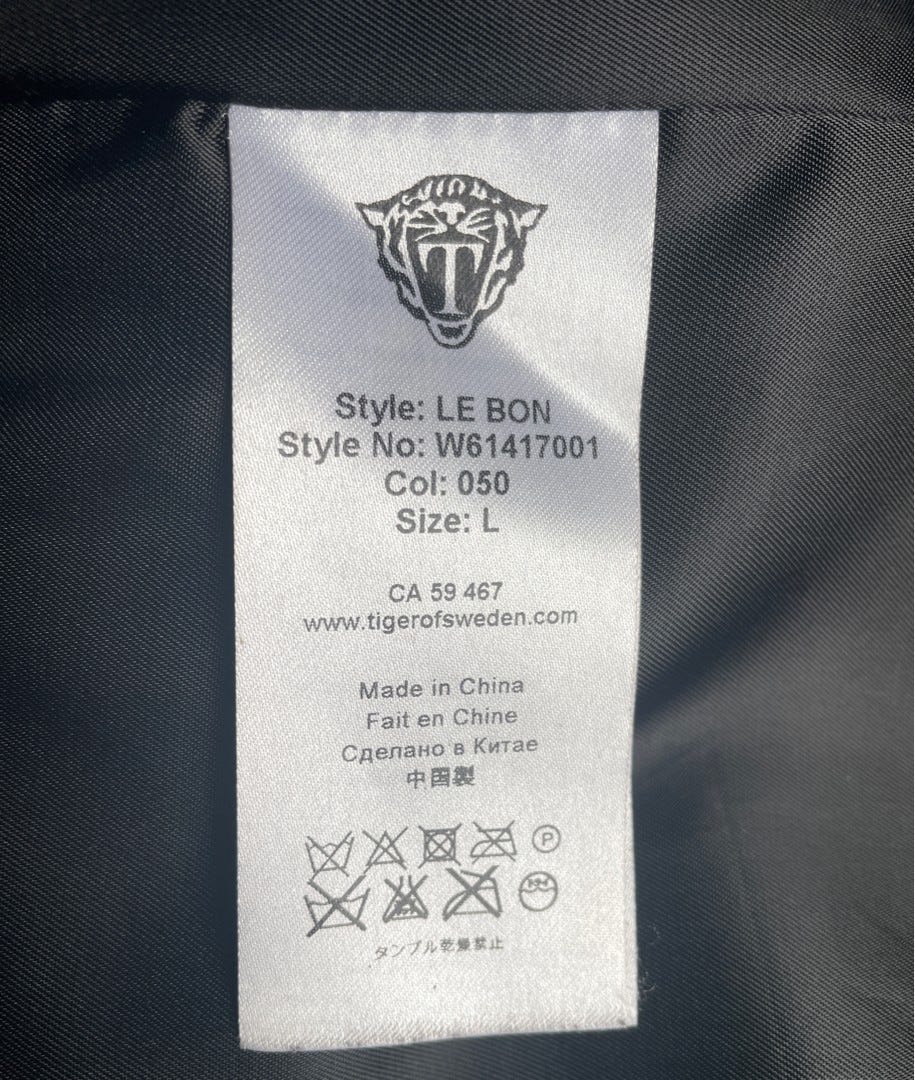 T
Style: LE BON
Style No: W61417001
Col: 050
Size: L
CA 59 467
www.tigerofsweden.com
Made in China
Fait en Chine
Сделано в Китае
中国製
P
タンブル乾燥禁止